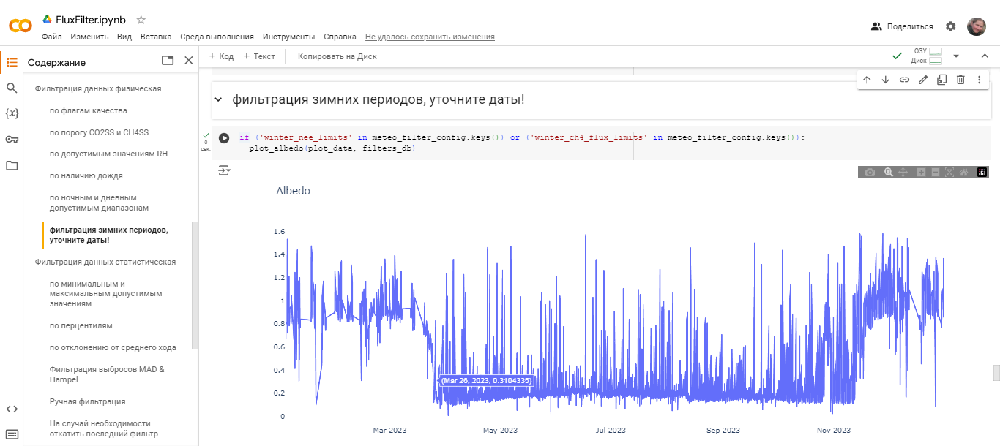 FluxFilter.ipynb
Файл Изменить Вид Вставка Среда выполнения Инструменты Справка Не удалось сохранить изменения
Поделиться
Содержание
+ Код + Текст Копировать на Диск
ОЗУ
Диск
Фильтрация данных физическая
по флагам качества
по порогу CO2SS и CH4SS
по допустимым значениям RH
по наличию дождя
по ночным и дневным
допустимым диапазонам
фильтрация зимних периодов,
уточните даты!
Фильтрация данных статистическая
по минимальным и
максимальным допустимым
значениям
по перцентилям
по отклонению от среднего хода
Фильтрация выбросов MAD &
Hampel
Ручная фильтрация
На случай необходимости
откатить последний фильтр
фильтрация зимних периодов, уточните даты!
0
сек.
if ('winter_nee_limits' in meteo_filter_config.keys()) or ('winter_ch4_flux_limits' in meteo_filter_config.keys()):
plot_albedo(plot_data, filters_db)
Albedo
1.6
1.4
1.2
1
0.8
0.6
0.4
0.2
0
(Mar 26, 2023, 0.3104335)
Mar 2023 May 2023 Jul 2023 Sep 2023 Nov 2023